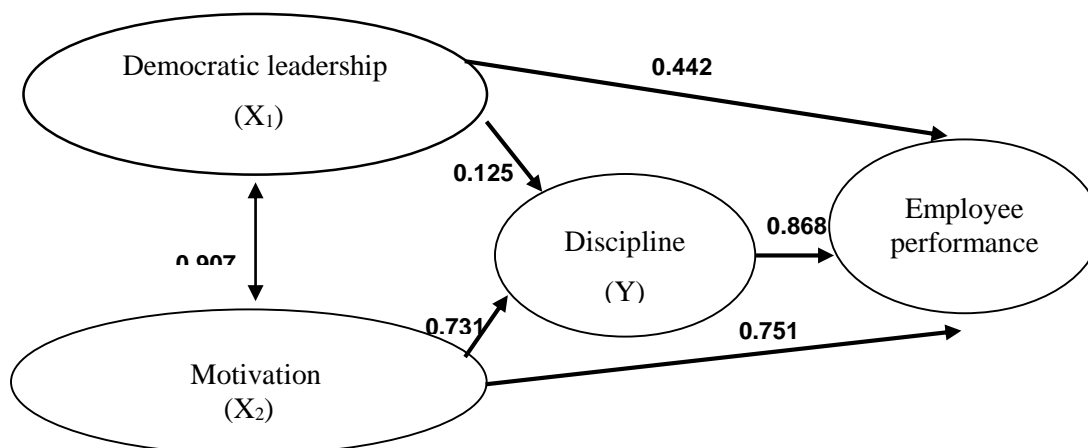 Democratic leadership
(X₁)
0.442
0.125
0.907
Discipline
(Y)
0.868
Employee
performance
0.731
0.751
Motivation
(X₂)